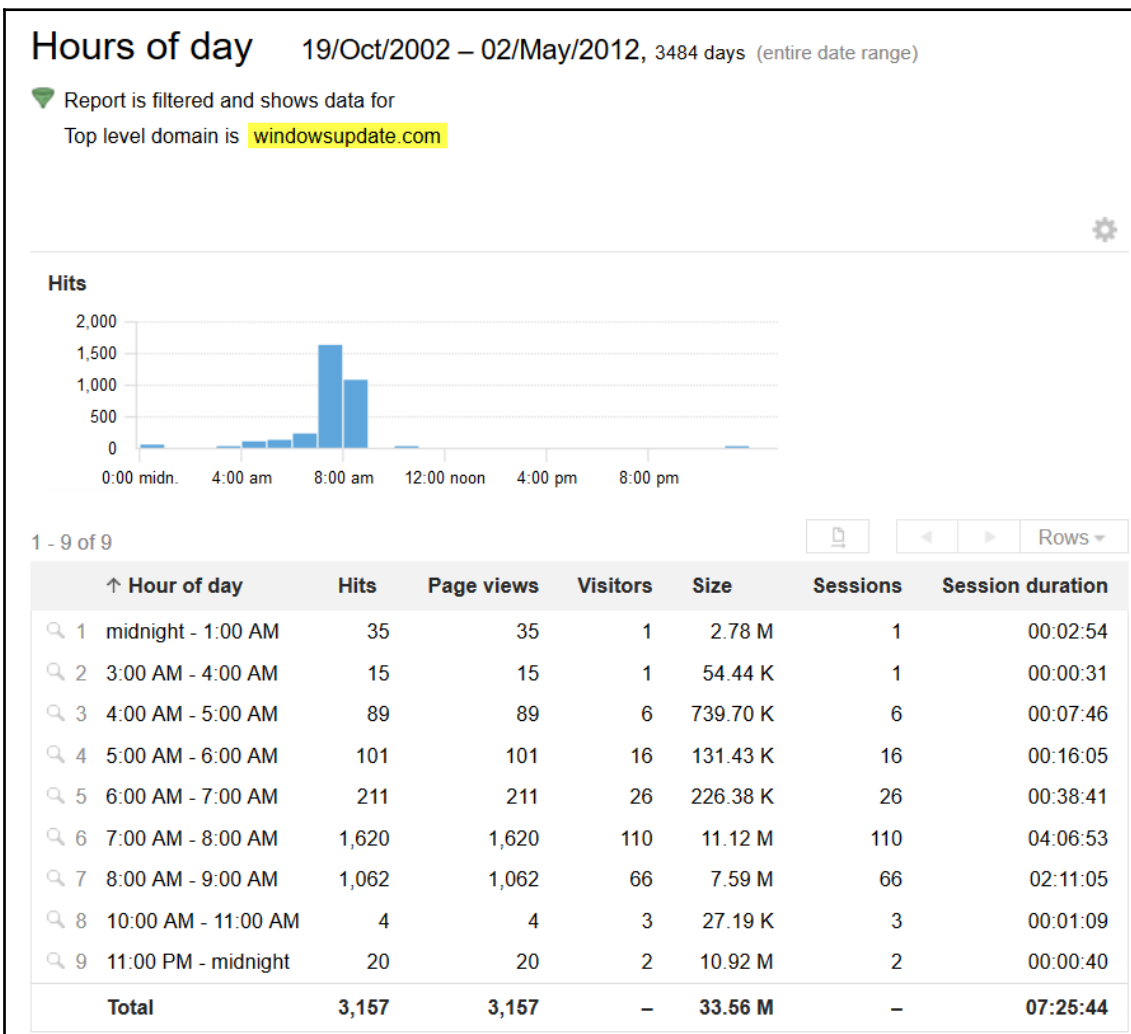 Hours of day 19/Oct/2002 – 02/May/2012, 3484 days (entire date range)
Report is filtered and shows data for
Top level domain is windowsupdate.com
Hits
2,000
1,500
1,000
500
0
0:00 midn. 4:00 am 8:00 am 12:00 noon 4:00 pm 8:00 pm
1 - 9 of 9 Rows
↑ Hour of day Hits Page views Visitors Size Sessions Session duration
1 midnight - 1:00 AM 35 35 1 2.78 M 1 00:02:54
2 3:00 AM - 4:00 AM 15 15 1 54.44 K 1 00:00:31
3 4:00 AM - 5:00 AM 89 89 6 739.70 K 6 00:07:46
4 5:00 AM - 6:00 AM 101 101 16 131.43 K 16 00:16:05
5 6:00 AM - 7:00 AM 211 211 26 226.38 K 26 00:38:41
6 7:00 AM - 8:00 AM 1,620 1,620 110 11.12 M 110 04:06:53
7 8:00 AM - 9:00 AM 1,062 1,062 66 7.59 M 66 02:11:05
8 10:00 AM - 11:00 AM 4 4 3 27.19 K 3 00:01:09
9 11:00 PM - midnight 20 20 2 10.92 M 2 00:00:40
Total 3,157 3,157 – 33.56 M – 07:25:44